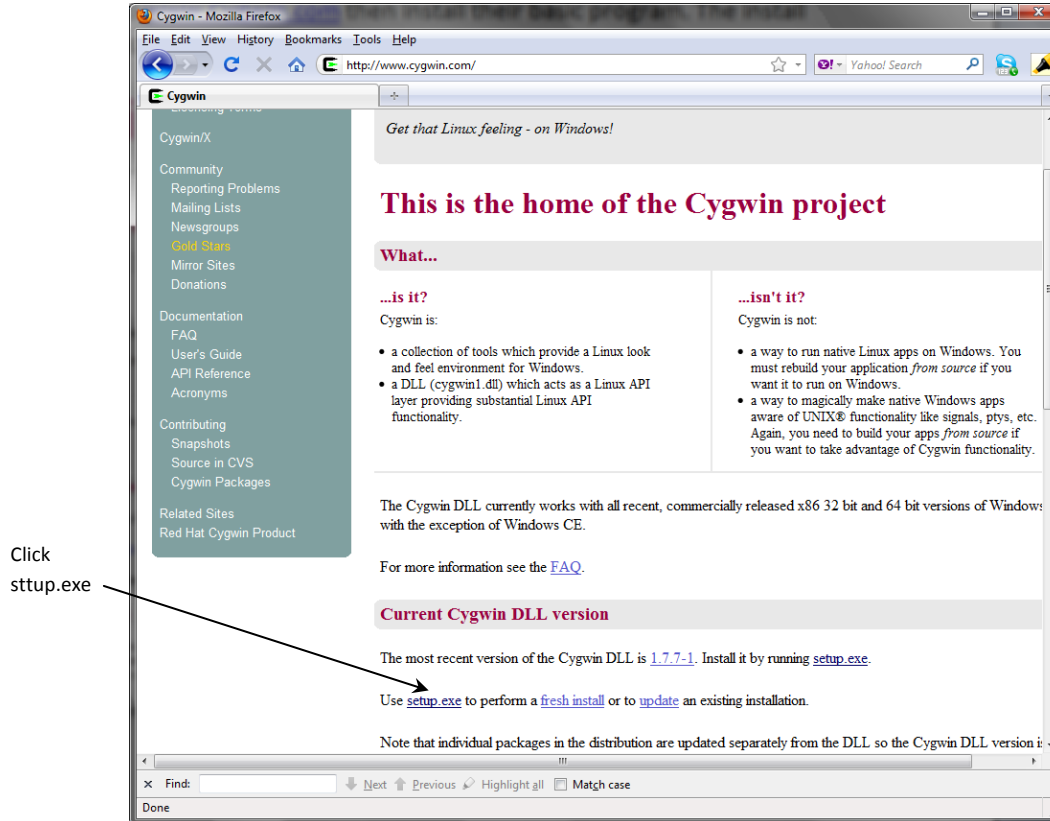 .com then install their basic program. The install
Cygwin - Mozilla Firefox
File Edit View History Bookmarks Tools Help
http://www.cygwin.com/
Yahoo! Search
Cygwin
Licensing Terms
Cygwin/X
Community
Reporting Problems
Mailing Lists
Newsgroups
Gold Stars
Mirror Sites
Donations
Documentation
FAQ
User's Guide
API Reference
Acronyms
Contributing
Snapshots
Source in CVS
Cygwin Packages
Related Sites
Red Hat Cygwin Product
Get that Linux feeling - on Windows!
This is the home of the Cygwin project
What...
...is it?
Cygwin is:
• a collection of tools which provide a Linux look
and feel environment for Windows.
• a DLL (cygwin1.dll) which acts as a Linux API
layer providing substantial Linux API
functionality.
...isn't it?
Cygwin is not:
• a way to run native Linux apps on Windows. You
must rebuild your application from source if you
want it to run on Windows.
• a way to magically make native Windows apps
aware of UNIX® functionality like signals, ptys, etc.
Again, you need to build your apps from source if
you want to take advantage of Cygwin functionality.
The Cygwin DLL currently works with all recent, commercially released x86 32 bit and 64 bit versions of Windows
with the exception of Windows CE.
For more information see the FAQ.
Current Cygwin DLL version
The most recent version of the Cygwin DLL is 1.7.7-1. Install it by running setup.exe.
Use setup.exe to perform a fresh install or to update an existing installation.
Note that individual packages in the distribution are updated separately from the DLL so the Cygwin DLL version is
Click
sttup.exe
× Find: Next Previous Highlight all Match case
Done